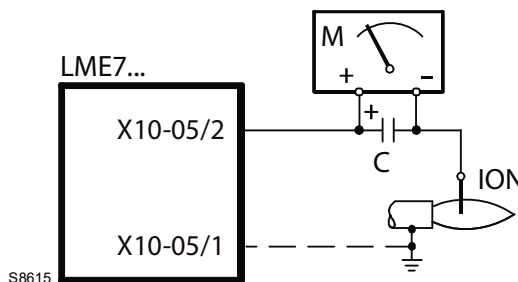 M
+ –
LME7...
X10-05/2
+
C
ION
X10-05/1
S8615